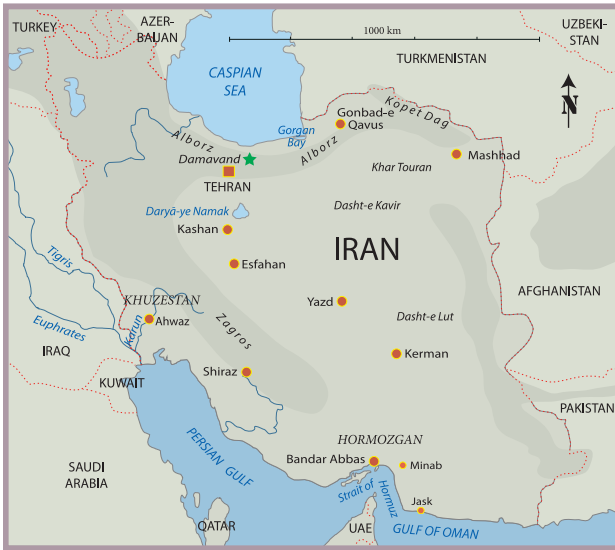 TURKEY
AZER-
BAIJAN
1000 km
UZBEKI-
STAN
TURKMENISTAN
CASPIAN
SEA
N
Kopet Dag
Gonbad-e
Qavus
Gorgan
Bay
Alborz
Alborz
Damavand
Mashhad
Khar Touran
TEHRAN
Daryā-ye Namak
Dasht-e Kavir
Kashan
IRAN
Esfahan
Tigris
KHUZESTAN
Yazd
AFGHANISTAN
Euphrates
Karun
Ahwaz
Dasht-e Lut
Zagros
IRAQ
Kerman
KUWAIT
Shiraz
PAKISTAN
PERSIAN GULF
HORMOZGAN
Bandar Abbas
Minab
SAUDI
ARABIA
Strait of
Hormuz
Jask
QATAR
UAE
GULF OF OMAN